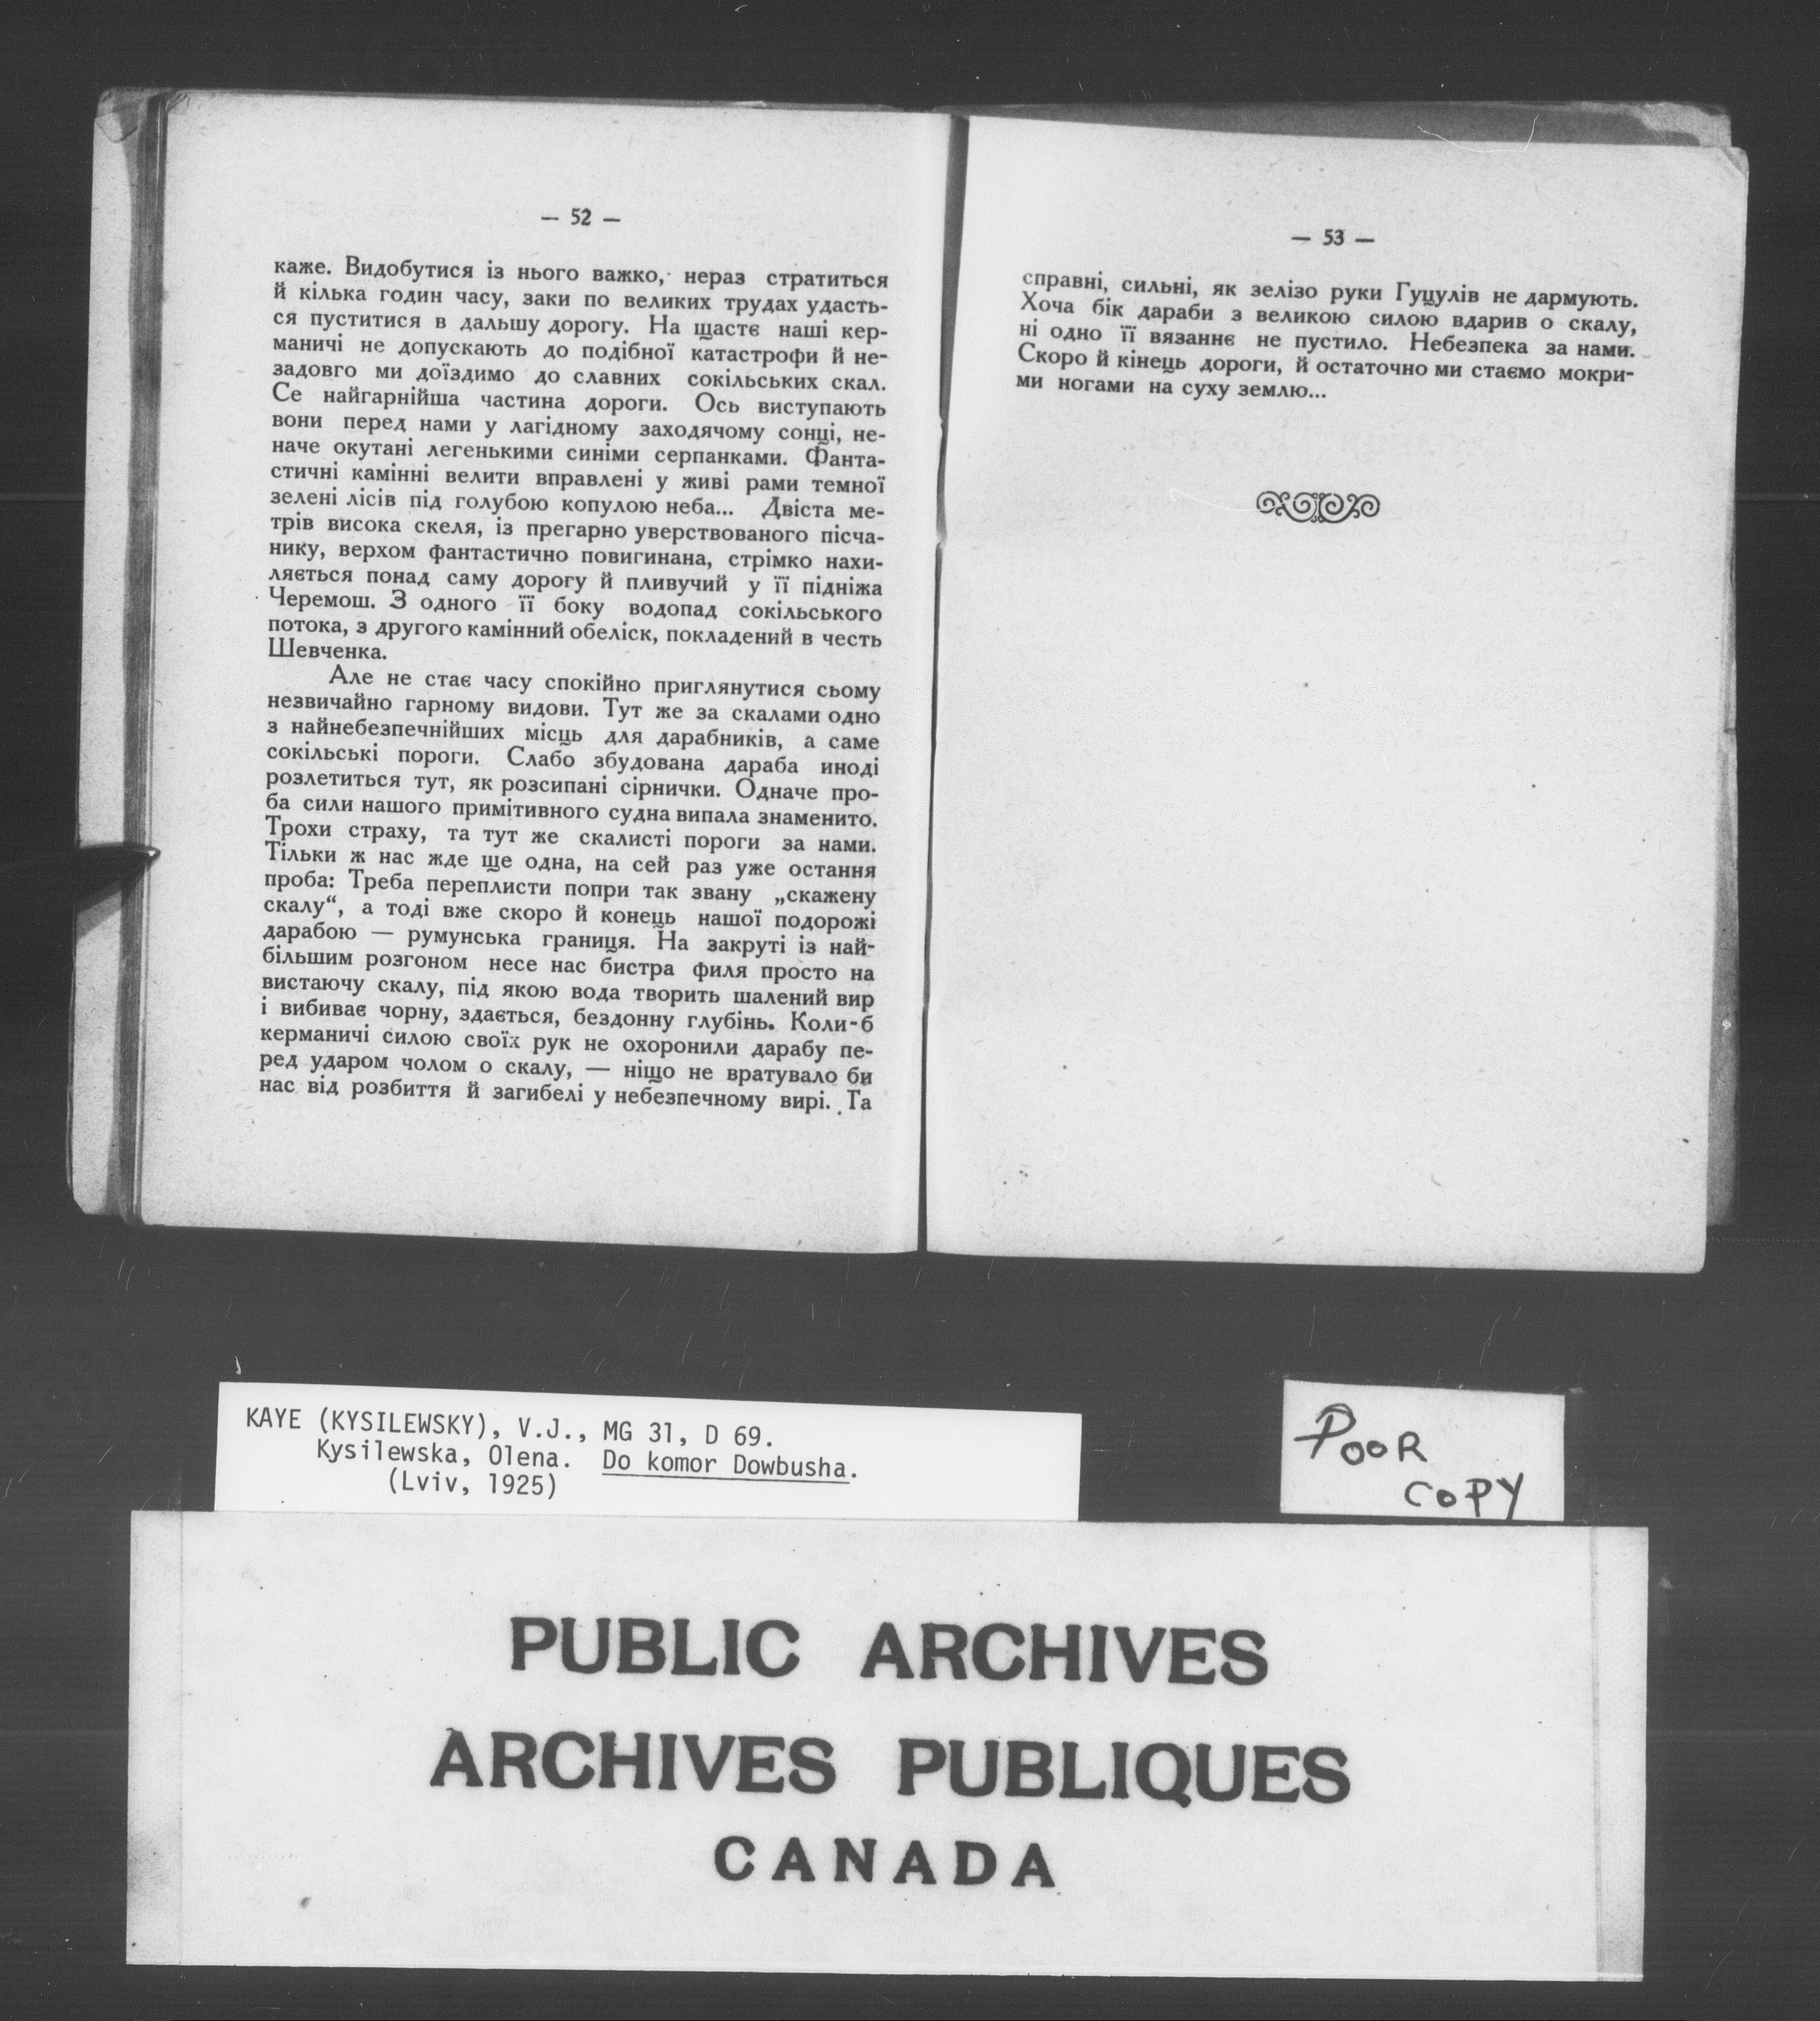 — 52 —
каже. Видобутися із нього важко, нераз стратиться
й кілька годин часу, заки по великих трудах удасть-
ся пуститися в дальшу дорогу. На щастє наші кер-
маничі не допускають до подібної катастрофи й не-
задовго ми доїздимо до славних сокільських скал.
Се найгарнійша частина дороги. Ось виступають
вони перед нами у лагідному заходячому сонці, не-
наче окутані легенькими синіми серпанками. Фанта-
стичні камінні велити вправлені у живі рами темної
зелені лісів під голубою копулою неба... Двіста ме-
трів висока скеля, із прегарно уверствованого пісча-
нику, верхом фантастично повигинана, стрімко нахи-
ляється понад саму дорогу й пливучий у її підніжа
Черемош. З одного її боку водопад сокільського
потока, з другого камінний обеліск, покладений в честь
Шевченка.
Але не стає часу спокійно приглянутися сьому
незвичайно гарному видови. Тут же за скалами одно
з найнебезпечнійших місць для дарабників, а саме
сокільські пороги. Слабо збудована дараба иноді
розлетиться тут, як розсипані сірнички. Одначе про-
ба сили нашого примітивного судна випала знаменито.
Трохи страху, та тут же скалисті пороги за нами.
Тільки ж нас жде ще одна, на сей раз уже остання
проба: Треба переплисти попри так звану „скажену
скалу“, а тоді вже скоро й конець нашої подорожі
дарабою — румунська границя. На закруті із най-
більшим розгоном несе нас бистра филя просто на
вистаючу скалу, під якою вода творить шалений вир
і вибиває чорну, здається, бездонну глубінь. Коли-б
керманичі силою своїх рук не охоронили дарабу пе-
ред ударом чолом о скалу, — ніщо не вратувало би
нас від розбиття й загибелі у небезпечному вирі. Та
— 53 —
справні, сильні, як зелізо руки Гуцулів не дармують.
Хоча бік дараби з великою силою вдарив о скалу,
ні одно її вязаннє не пустило. Небезпека за нами.
Скоро й кінець дороги, й остаточно ми стаємо мокри-
ми ногами на суху землю...
KAYE (KYSILEWSKY), V.J., MG 31, D 69.
Kysilewska, Olena. Do komor Dowbusha.
(Lviv, 1925)
POOR
COPY
PUBLIC ARCHIVES
ARCHIVES PUBLIQUES
CANADA